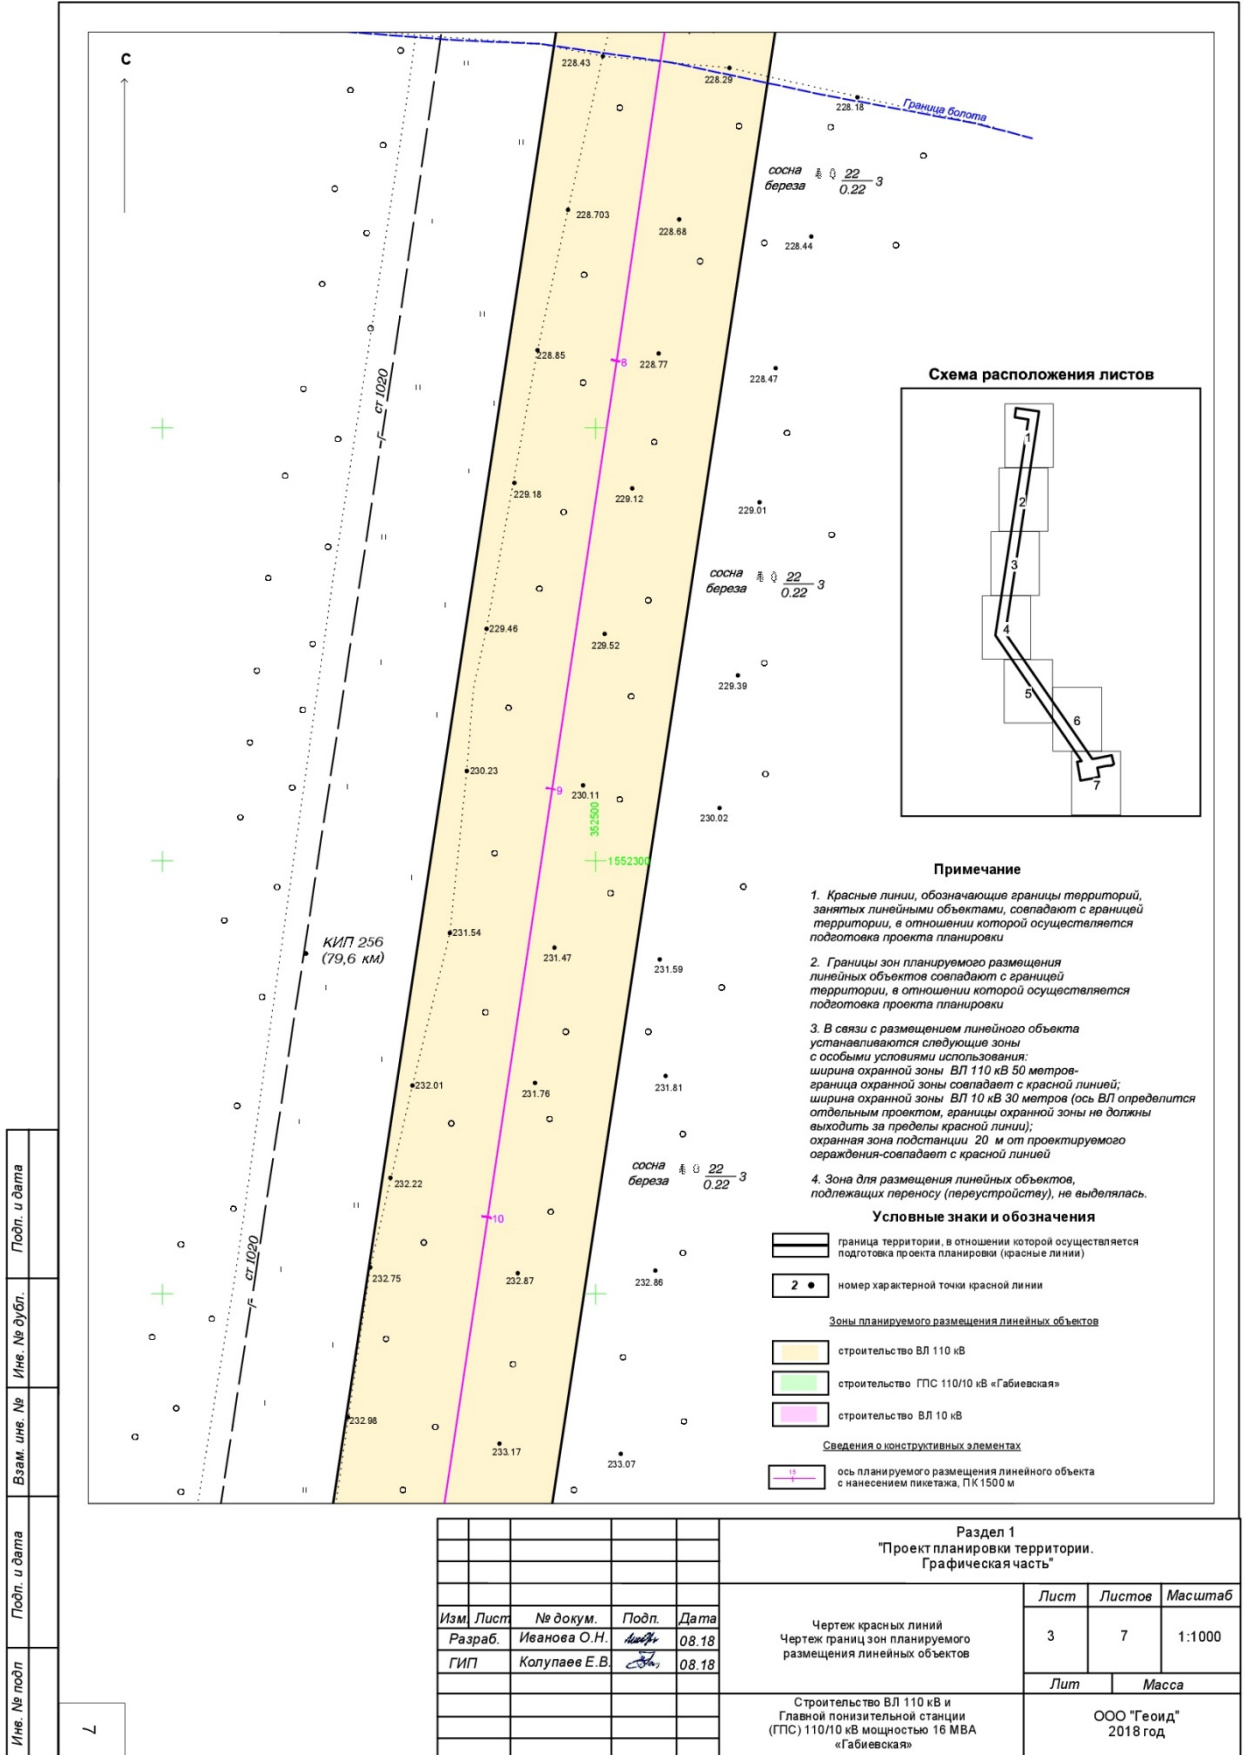 С
228.43
228.29
228.18
Граница болота
сосна
береза
22
0.22
3
228.703
228.68
228.44
228.85
8
228.77
228.47
ст 1020
Г
229.18
229.12
229.01
сосна
береза
22
0.22
3
229.46
229.52
229.39
230.23
9
230.11
230.02
352500
1552300
231.54
КИП 256
(79,6 км)
231.47
231.59
232.01
231.76
231.81
сосна
береза
22
0.22
3
232.22
10
ст 1020
Г
232.75
232.87
232.86
232.98
233.17
233.07
Схема расположения листов
1
2
3
4
5
6
7
Примечание
1. Красные линии, обозначающие границы территорий,
занятых линейными объектами, совпадают с границей
территории, в отношении которой осуществляется
подготовка проекта планировки
2. Границы зон планируемого размещения
линейных объектов совпадают с границей
территории, в отношении которой осуществляется
подготовка проекта планировки
3. В связи с размещением линейного объекта
устанавливаются следующие зоны
с особыми условиями использования:
ширина охранной зоны ВЛ 110 кВ 50 метров-
граница охранной зоны совпадает с красной линией;
ширина охранной зоны ВЛ 10 кВ 30 метров (ось ВЛ определится
отдельным проектом, границы охранной зоны не должны
выходить за пределы красной линии);
охранная зона подстанции 20 м от проектируемого
ограждения-совпадает с красной линией
4. Зона для размещения линейных объектов,
подлежащих переносу (переустройству), не выделялась.
Условные знаки и обозначения
граница территории, в отношении которой осуществляется
подготовка проекта планировки (красные линии)
2
номер характерной точки красной линии
Зоны планируемого размещения линейных объектов
строительство ВЛ 110 кВ
строительство ГПС 110/10 кВ «Габиевская»
строительство ВЛ 10 кВ
Сведения о конструктивных элементах
15
ось планируемого размещения линейного объекта
с нанесением пикетажа, ПК 1500 м
Раздел 1
"Проект планировки территории.
Графическая часть"
Лист Листов Масштаб
Изм. Лист № докум. Подп. Дата
Разраб. Иванова О.Н. 08.18
ГИП Колупаев Е.В. 08.18
Чертеж красных линий
Чертеж границ зон планируемого
размещения линейных объектов
3 7 1:1000
Лит Масса
Строительство ВЛ 110 кВ и
Главной понизительной станции
(ГПС) 110/10 кВ мощностью 16 МВА
«Габиевская»
ООО "Геоид"
2018 год
Подп. и дата
Инв. № дубл.
Взам. инв. №
Подп. и дата
Инв. № подл
7